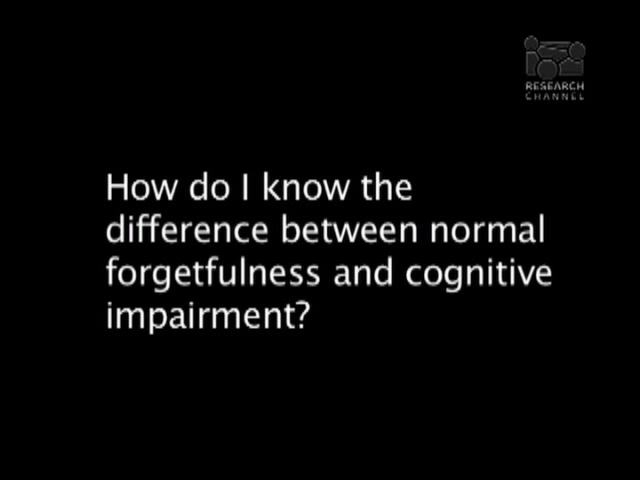 RESEARCH
CHANNEL
How do I know the
difference between normal
forgetfulness and cognitive
impairment?